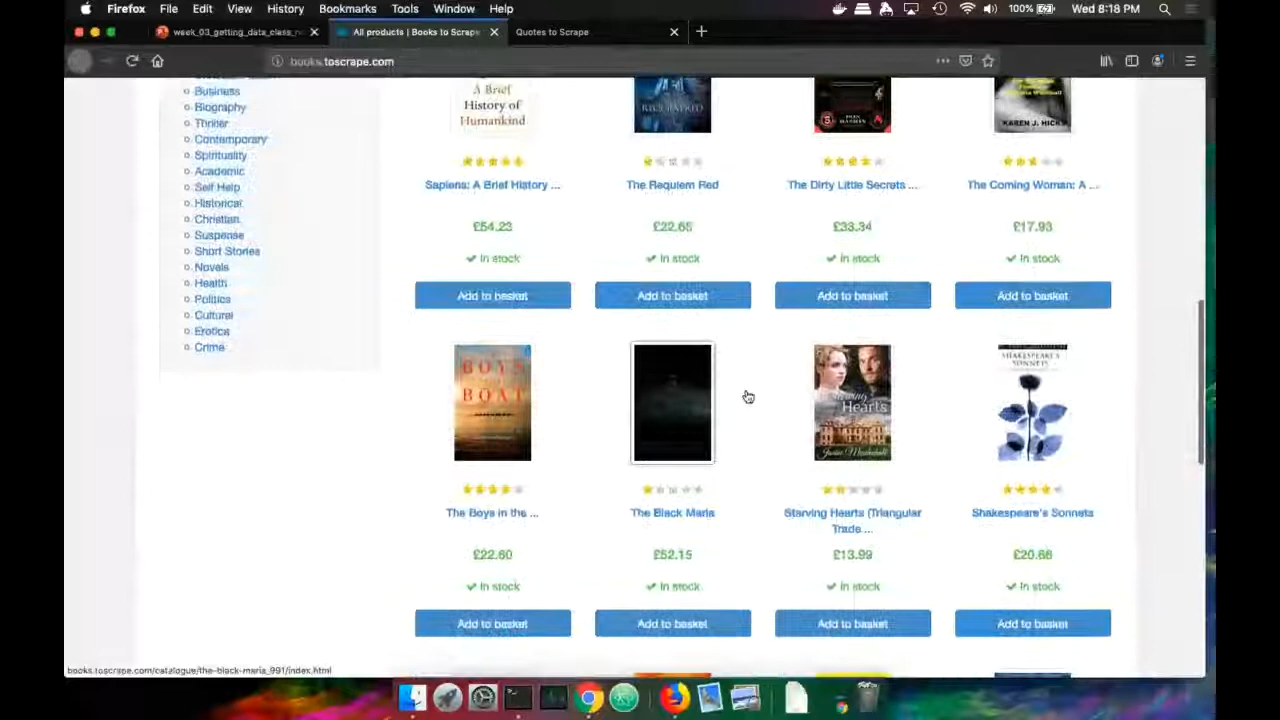 Firefox File Edit View History Bookmarks Tools Window Help 100% Wed 8:18 PM
week_03_getting_data_class_n
All products | Books to Scrape
Quotes to Scrape
books.toscrape.com
Business
Biography
Thriller
Contemporary
Spirituality
Academic
Self Help
Historical
Christian
Suspense
Short Stories
Novels
Health
Politics
Cultural
Erotica
Crime
A Brief
History of
Humankind
KAREN J. HICKS
Sapiens: A Brief History ...
The Requiem Red
The Dirty Little Secrets ...
The Coming Woman: A ...
£54.23
£22.65
£33.34
£17.93
In stock
In stock
In stock
In stock
Add to basket
Add to basket
Add to basket
Add to basket
BOYS
BOAT
Starving
Hearts
SHAKESPEARE'S
SONNETS
The Boys in the ...
The Black Maria
Starving Hearts (Triangular
Trade ...
Shakespeare's Sonnets
£22.60
£52.15
£13.99
£20.66
In stock
In stock
In stock
In stock
Add to basket
Add to basket
Add to basket
Add to basket
books.toscrape.com/catalogue/the-black-maria_991/index.html